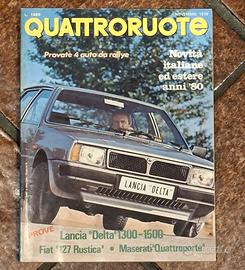 QUATTRORUOTE
Provate 4 auto da rallye
Novità
italiane
ed estere
anni '80
LANCIA "DELTA"
PROVE
Lancia "Delta" 1300-1500
Fiat "127 Rustica" • Maserati "Quattroporte"